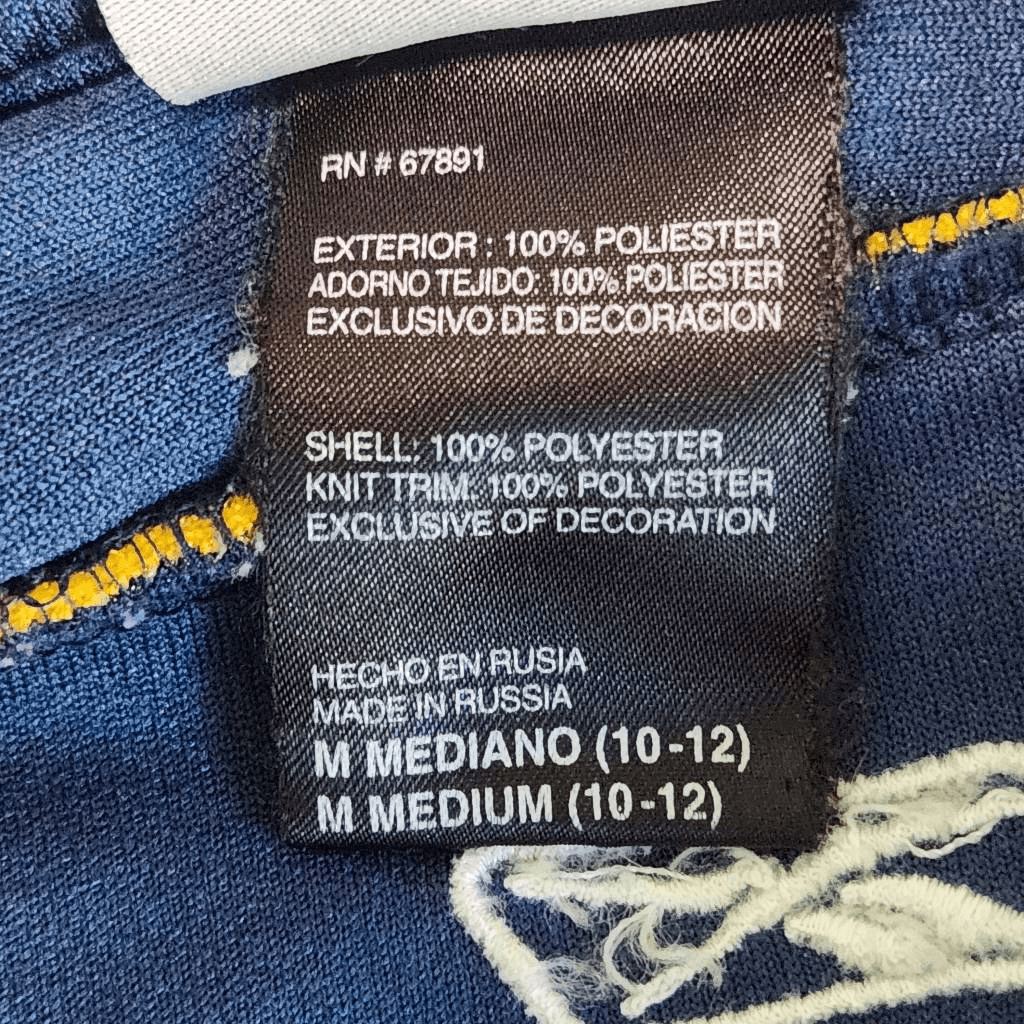 RN # 67891
EXTERIOR : 100% POLIESTER
ADORNO TEJIDO: 100% POLIESTER
EXCLUSIVO DE DECORACION
SHELL: 100% POLYESTER
KNIT TRIM: 100% POLYESTER
EXCLUSIVE OF DECORATION
HECHO EN RUSIA
MADE IN RUSSIA
M MEDIANO (10-12)
M MEDIUM (10-12)